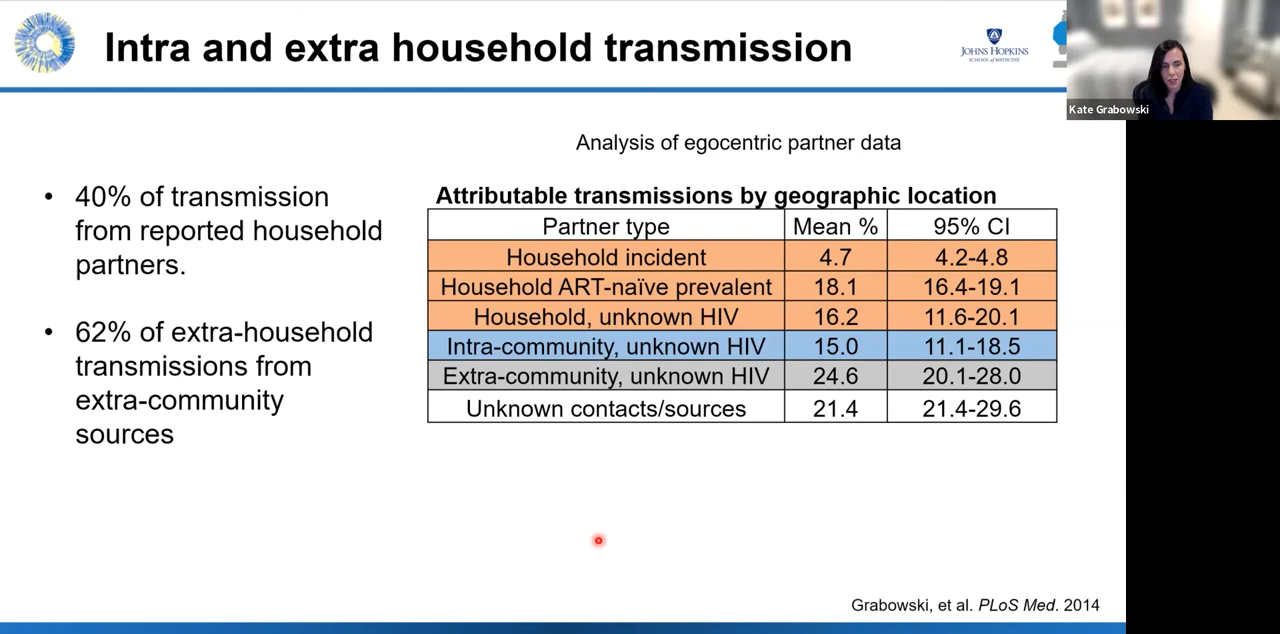 Intra and extra household transmission
JOHNS HOPKINS
SCHOOL of MEDICINE
Kate Grabowski
Analysis of egocentric partner data
• 40% of transmission
from reported household
partners.
• 62% of extra-household
transmissions from
extra-community
sources
Attributable transmissions by geographic location
Partner type Mean % 95% CI
Household incident 4.7 4.2-4.8
Household ART-naïve prevalent 18.1 16.4-19.1
Household, unknown HIV 16.2 11.6-20.1
Intra-community, unknown HIV 15.0 11.1-18.5
Extra-community, unknown HIV 24.6 20.1-28.0
Unknown contacts/sources 21.4 21.4-29.6
Grabowski, et al. PLoS Med. 2014